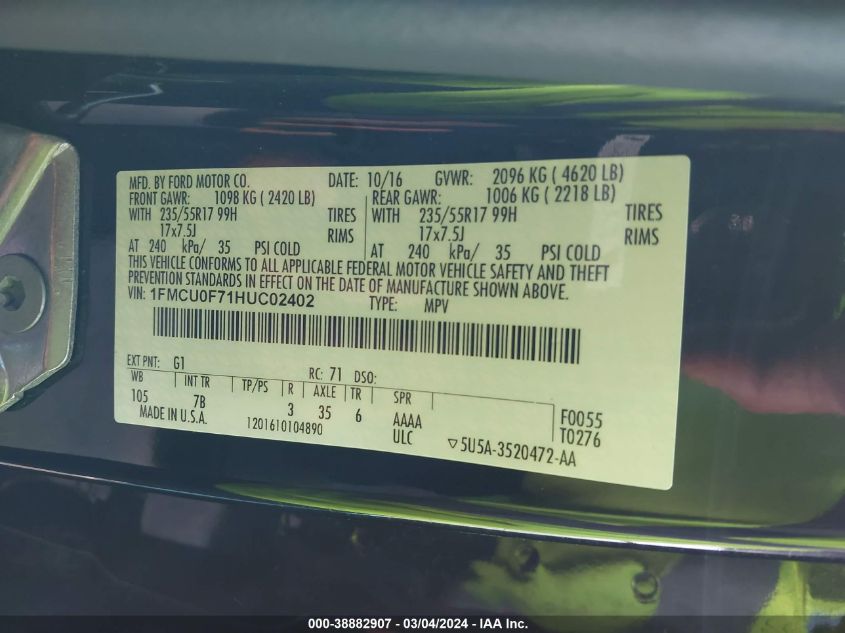 MFD. BY FORD MOTOR CO. DATE: 10/16 GVWR: 2096 KG ( 4620 LB)
FRONT GAWR: 1098 KG ( 2420 LB) REAR GAWR: 1006 KG ( 2218 LB)
WITH 235/55R17 99H TIRES WITH 235/55R17 99H TIRES
17x7.5J RIMS 17x7.5J RIMS
AT 240 kPa/ 35 PSI COLD AT 240 kPa/ 35 PSI COLD
THIS VEHICLE CONFORMS TO ALL APPLICABLE FEDERAL MOTOR VEHICLE SAFETY AND THEFT
PREVENTION STANDARDS IN EFFECT ON THE DATE OF MANUFACTURE SHOWN ABOVE.
VIN: 1FMCU0F71HUC02402 TYPE: MPV
EXT PNT: G1 RC: 71 DSO:
WB INT TR TP/PS R AXLE TR SPR
105 7B 3 35 6 AAAA F0055
MADE IN U.S.A. 1201610104890 ULC T0276
▽5U5A-3520472-AA
000-38882907 - 03/04/2024 - IAA Inc.